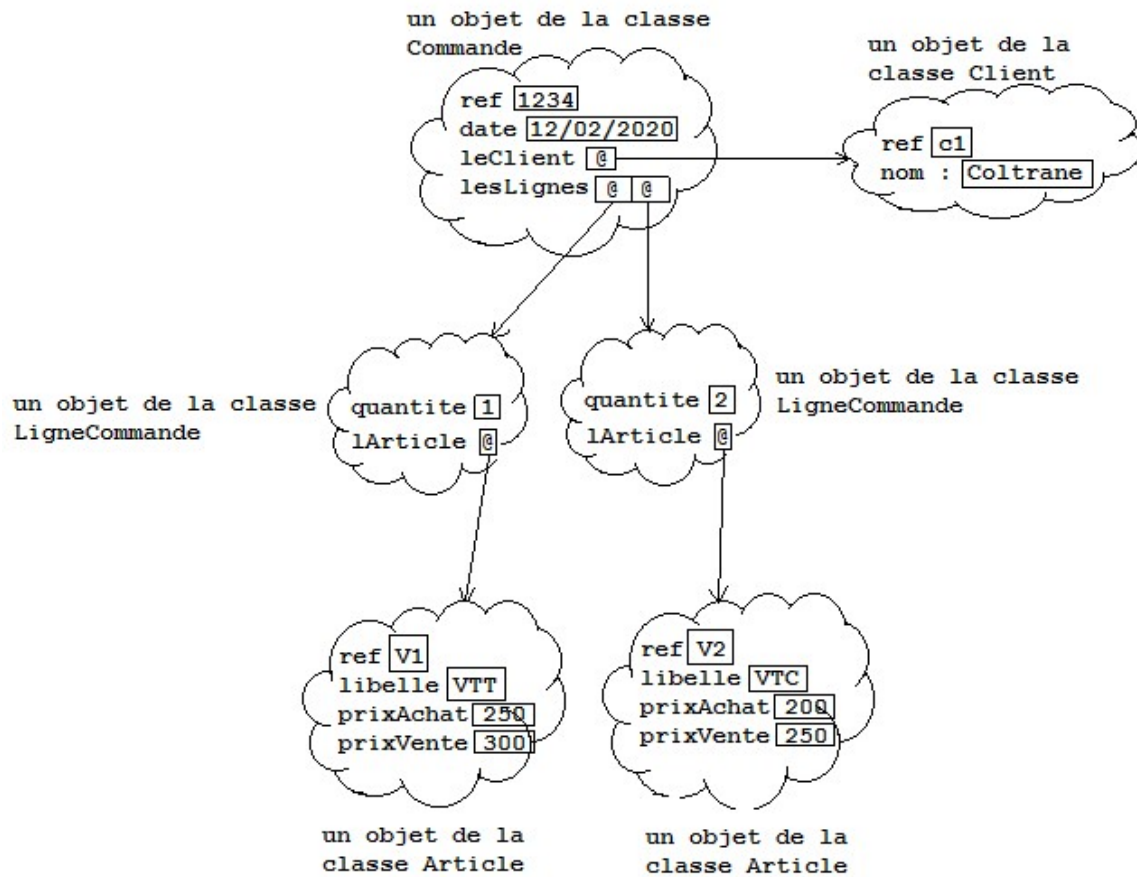 un objet de la classe
Commande
ref 1234
date 12/02/2020
leClient @
lesLignes @ @
un objet de la
classe Client
ref c1
nom : Coltrane
un objet de la classe
LigneCommande
quantite 1
lArticle @
quantite 2
lArticle @
un objet de la classe
LigneCommande
ref V1
libelle VTT
prixAchat 250
prixVente 300
un objet de la
classe Article
ref V2
libelle VTC
prixAchat 200
prixVente 250
un objet de la
classe Article